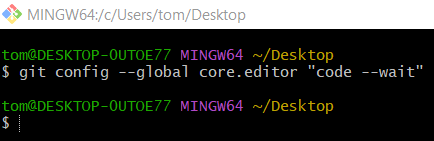 MINGW64:/c/Users/tom/Desktop
tom@DESKTOP-OUTOE77 MINGW64 ~/Desktop
$ git config --global core.editor "code --wait"
tom@DESKTOP-OUTOE77 MINGW64 ~/Desktop
$